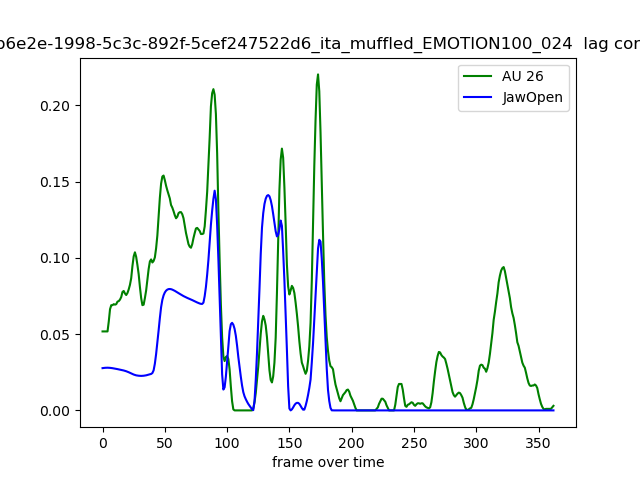 b6e2e-1998-5c3c-892f-5cef247522d6_ita_muffled_EMOTION100_024 lag cor
AU 26
JawOpen
0.20
0.15
0.10
0.05
0.00
0 50 100 150 200 250 300 350
frame over time